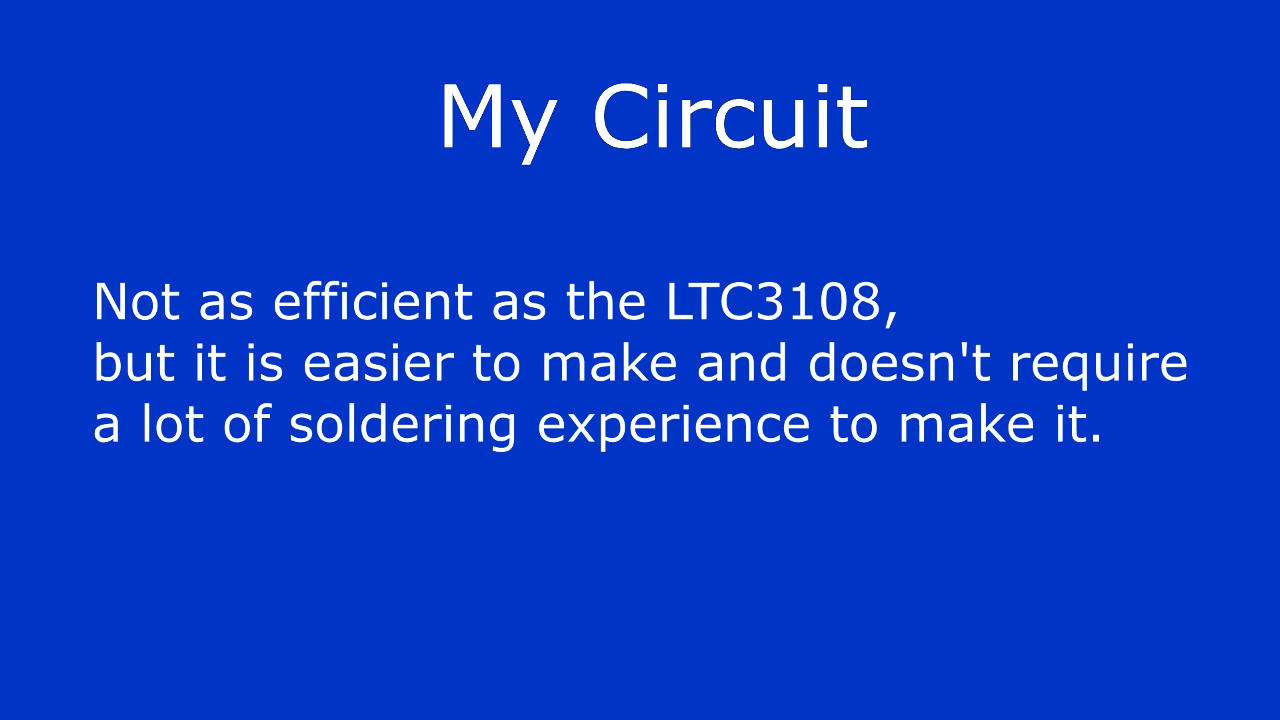 My Circuit
Not as efficient as the LTC3108,
but it is easier to make and doesn't require
a lot of soldering experience to make it.